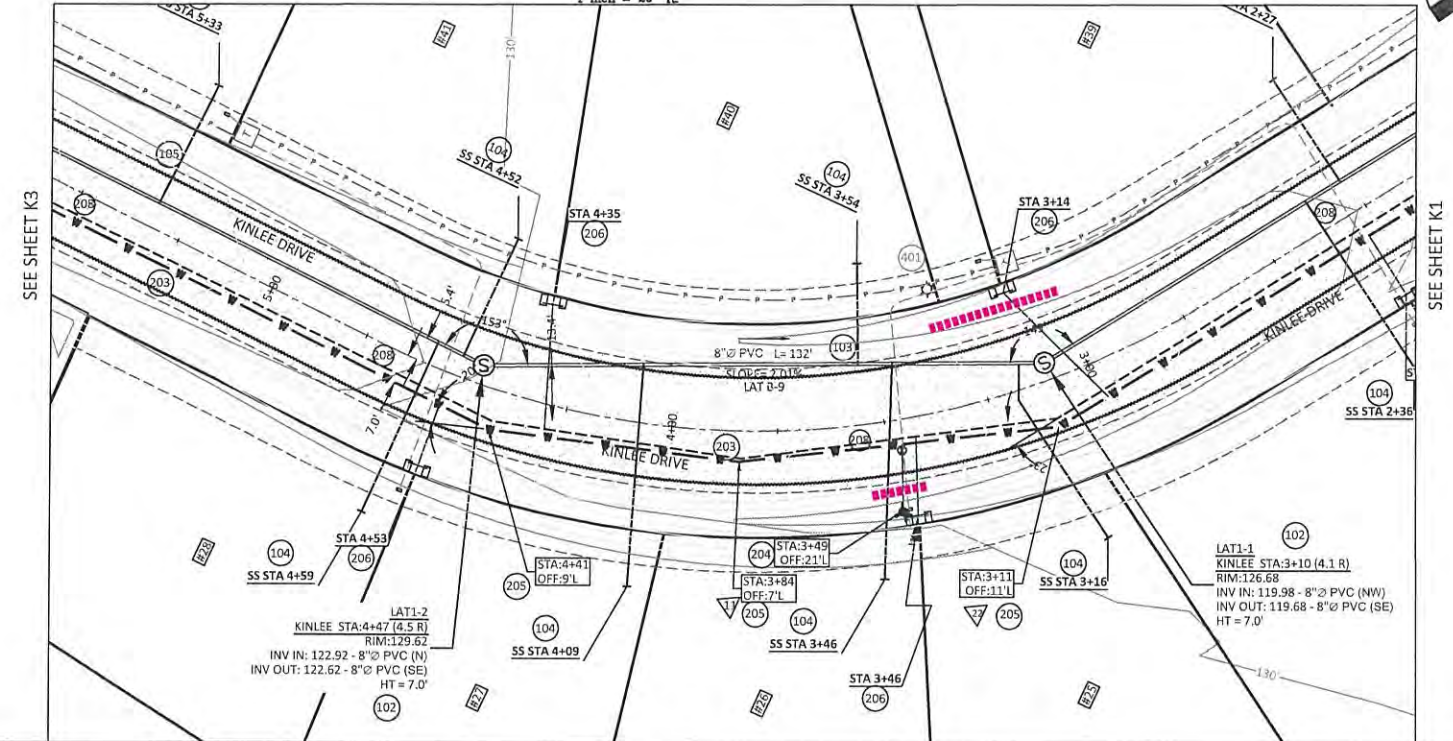 STA 5+33
STA 2+27
#41
#40
#39
130'
SEE SHEET K3
SEE SHEET K1
104
SS STA 4+52
104
SS STA 3+54
STA 4+35
206
STA 3+14
206
105
208
203
KINLEE DRIVE
5+00
208
5.4'
153°
7.0'
401
103
8"Ø PVC L= 132'
SLOPE= 2.01%
3+00
KINLEE DRIVE
208
104
SS STA 2+36
4+00
203
208
KINLEE DRIVE
#28
104
SS STA 4+59
STA 4+53
206
205
STA:4+41
OFF:9'L
204
STA:3+49
OFF:21'L
STA:3+84
OFF:7'L
11
205
104
SS STA 4+09
104
SS STA 3+46
STA 3+46
206
STA:3+11
OFF:11'L
22
205
104
SS STA 3+16
102
LAT1-1
KINLEE STA:3+10 (4.1 R)
RIM:126.68
INV IN: 119.98 - 8"Ø PVC (NW)
INV OUT: 119.68 - 8"Ø PVC (SE)
HT = 7.0'
LAT1-2
KINLEE STA:4+47 (4.5 R)
RIM:129.62
INV IN: 122.92 - 8"Ø PVC (N)
INV OUT: 122.62 - 8"Ø PVC (SE)
HT = 7.0'
102
#27
#26
#25
130'